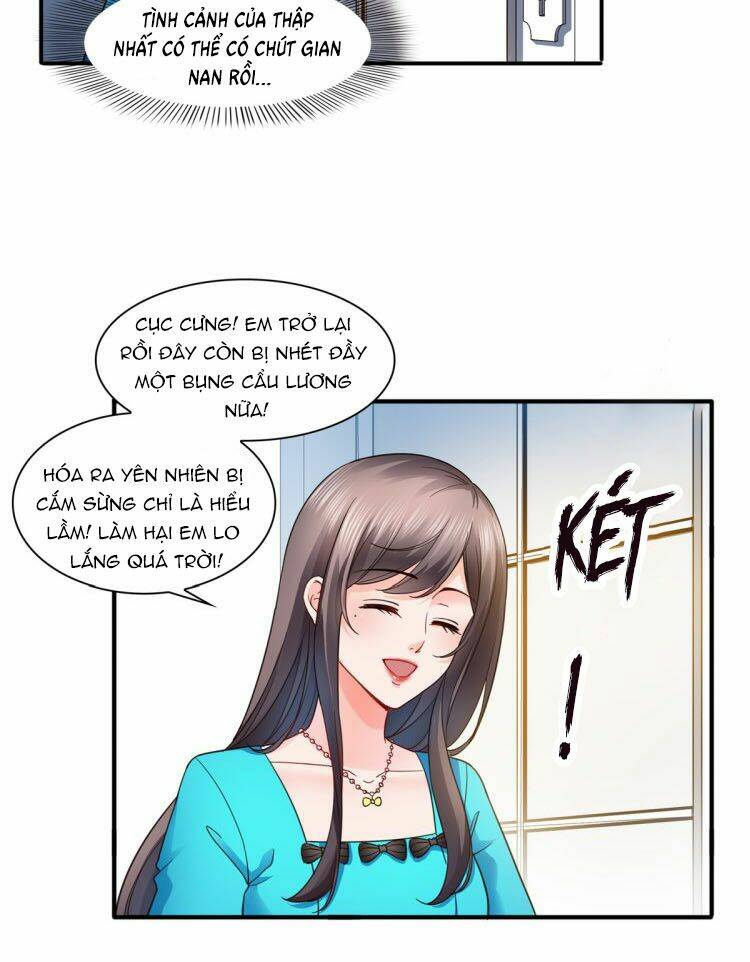 TÌNH CẢNH CỦA THẬP
NHẤT CÓ THỂ CÓ CHÚT GIAN
NAN RỒI...
CỤC CƯNG! EM TRỞ LẠI
RỒI ĐÂY CÒN BỊ NHÉT ĐẦY
MỘT BỤNG CẨU LƯƠNG
NỮA!
HÓA RA YÊN NHIÊN BỊ
CẮM SỪNG CHỈ LÀ HIỂU
LẦM! LÀM HẠI EM LO
LẮNG QUÁ TRỜI!
KÉT
!